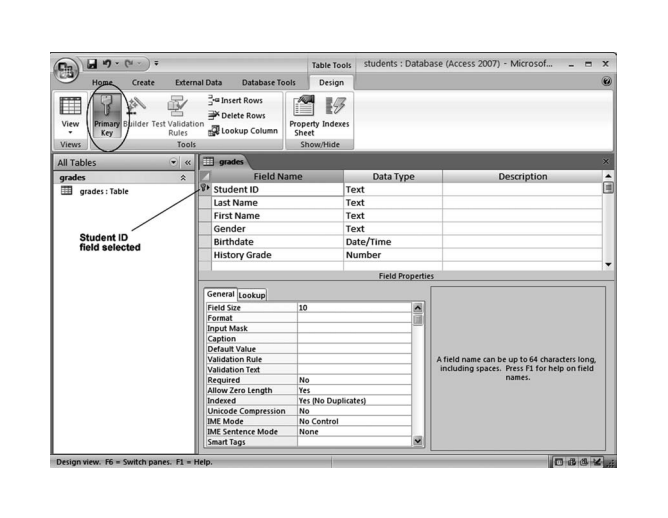 Table Tools students : Database (Access 2007) - Microsof...
Home Create External Data Database Tools Design
View
Primary Key
Builder
Test Validation Rules
Insert Rows
Delete Rows
Lookup Column
Property Sheet
Indexes
Views Tools Show/Hide
All Tables
grades
grades : Table
Student ID
field selected
grades
Field Name Data Type Description
Student ID Text
Last Name Text
First Name Text
Gender Text
Birthdate Date/Time
History Grade Number
Field Properties
General Lookup
Field Size 10
Format
Input Mask
Caption
Default Value
Validation Rule
Validation Text
Required No
Allow Zero Length Yes
Indexed Yes (No Duplicates)
Unicode Compression No
IME Mode No Control
IME Sentence Mode None
Smart Tags
A field name can be up to 64 characters long,
including spaces. Press F1 for help on field
names.
Design view. F6 = Switch panes. F1 = Help.